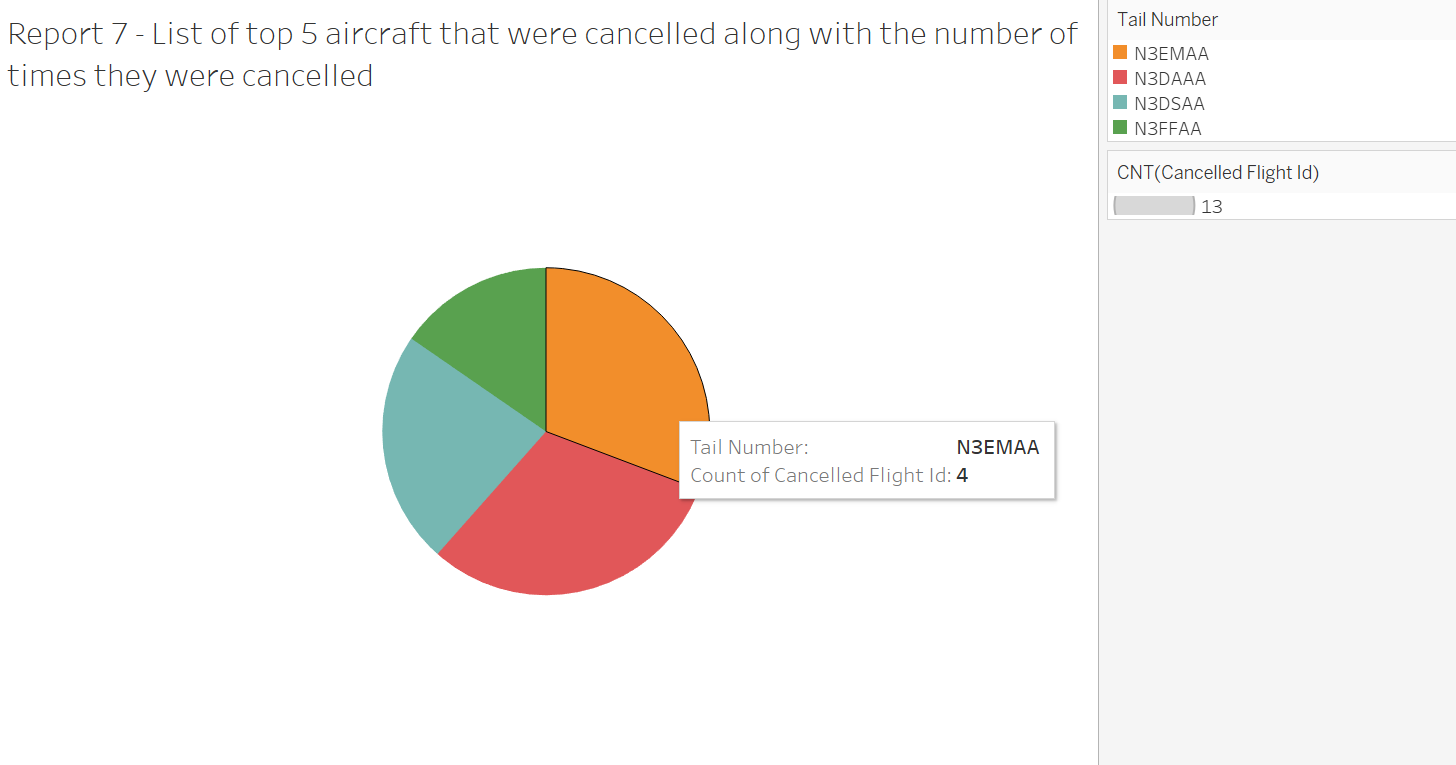 Report 7 - List of top 5 aircraft that were cancelled along with the number of
times they were cancelled
Tail Number
N3EMAA
N3DAAA
N3DSAA
N3FFAA
CNT(Cancelled Flight Id)
13
Tail Number: N3EMAA
Count of Cancelled Flight Id: 4